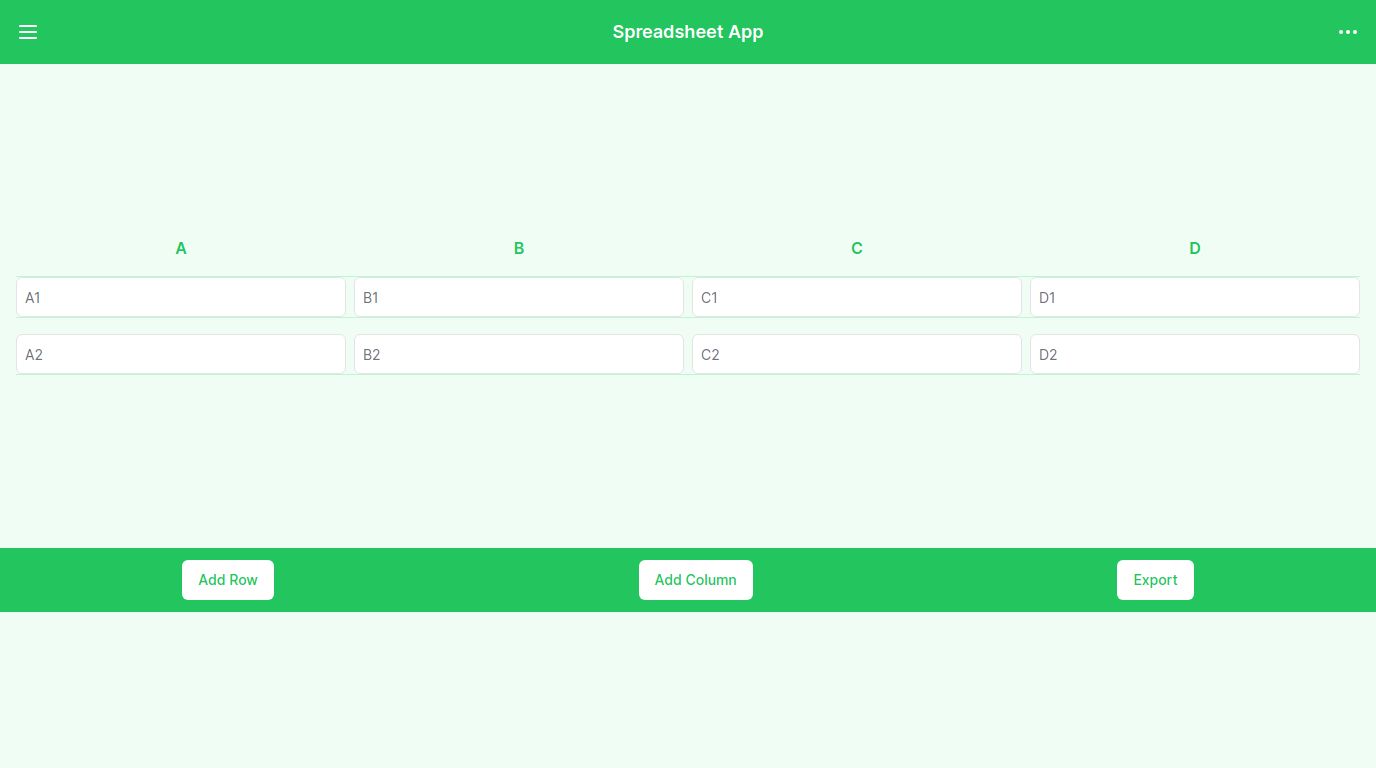 Spreadsheet App
A B C D
A1 B1 C1 D1
A2 B2 C2 D2
Add Row Add Column Export